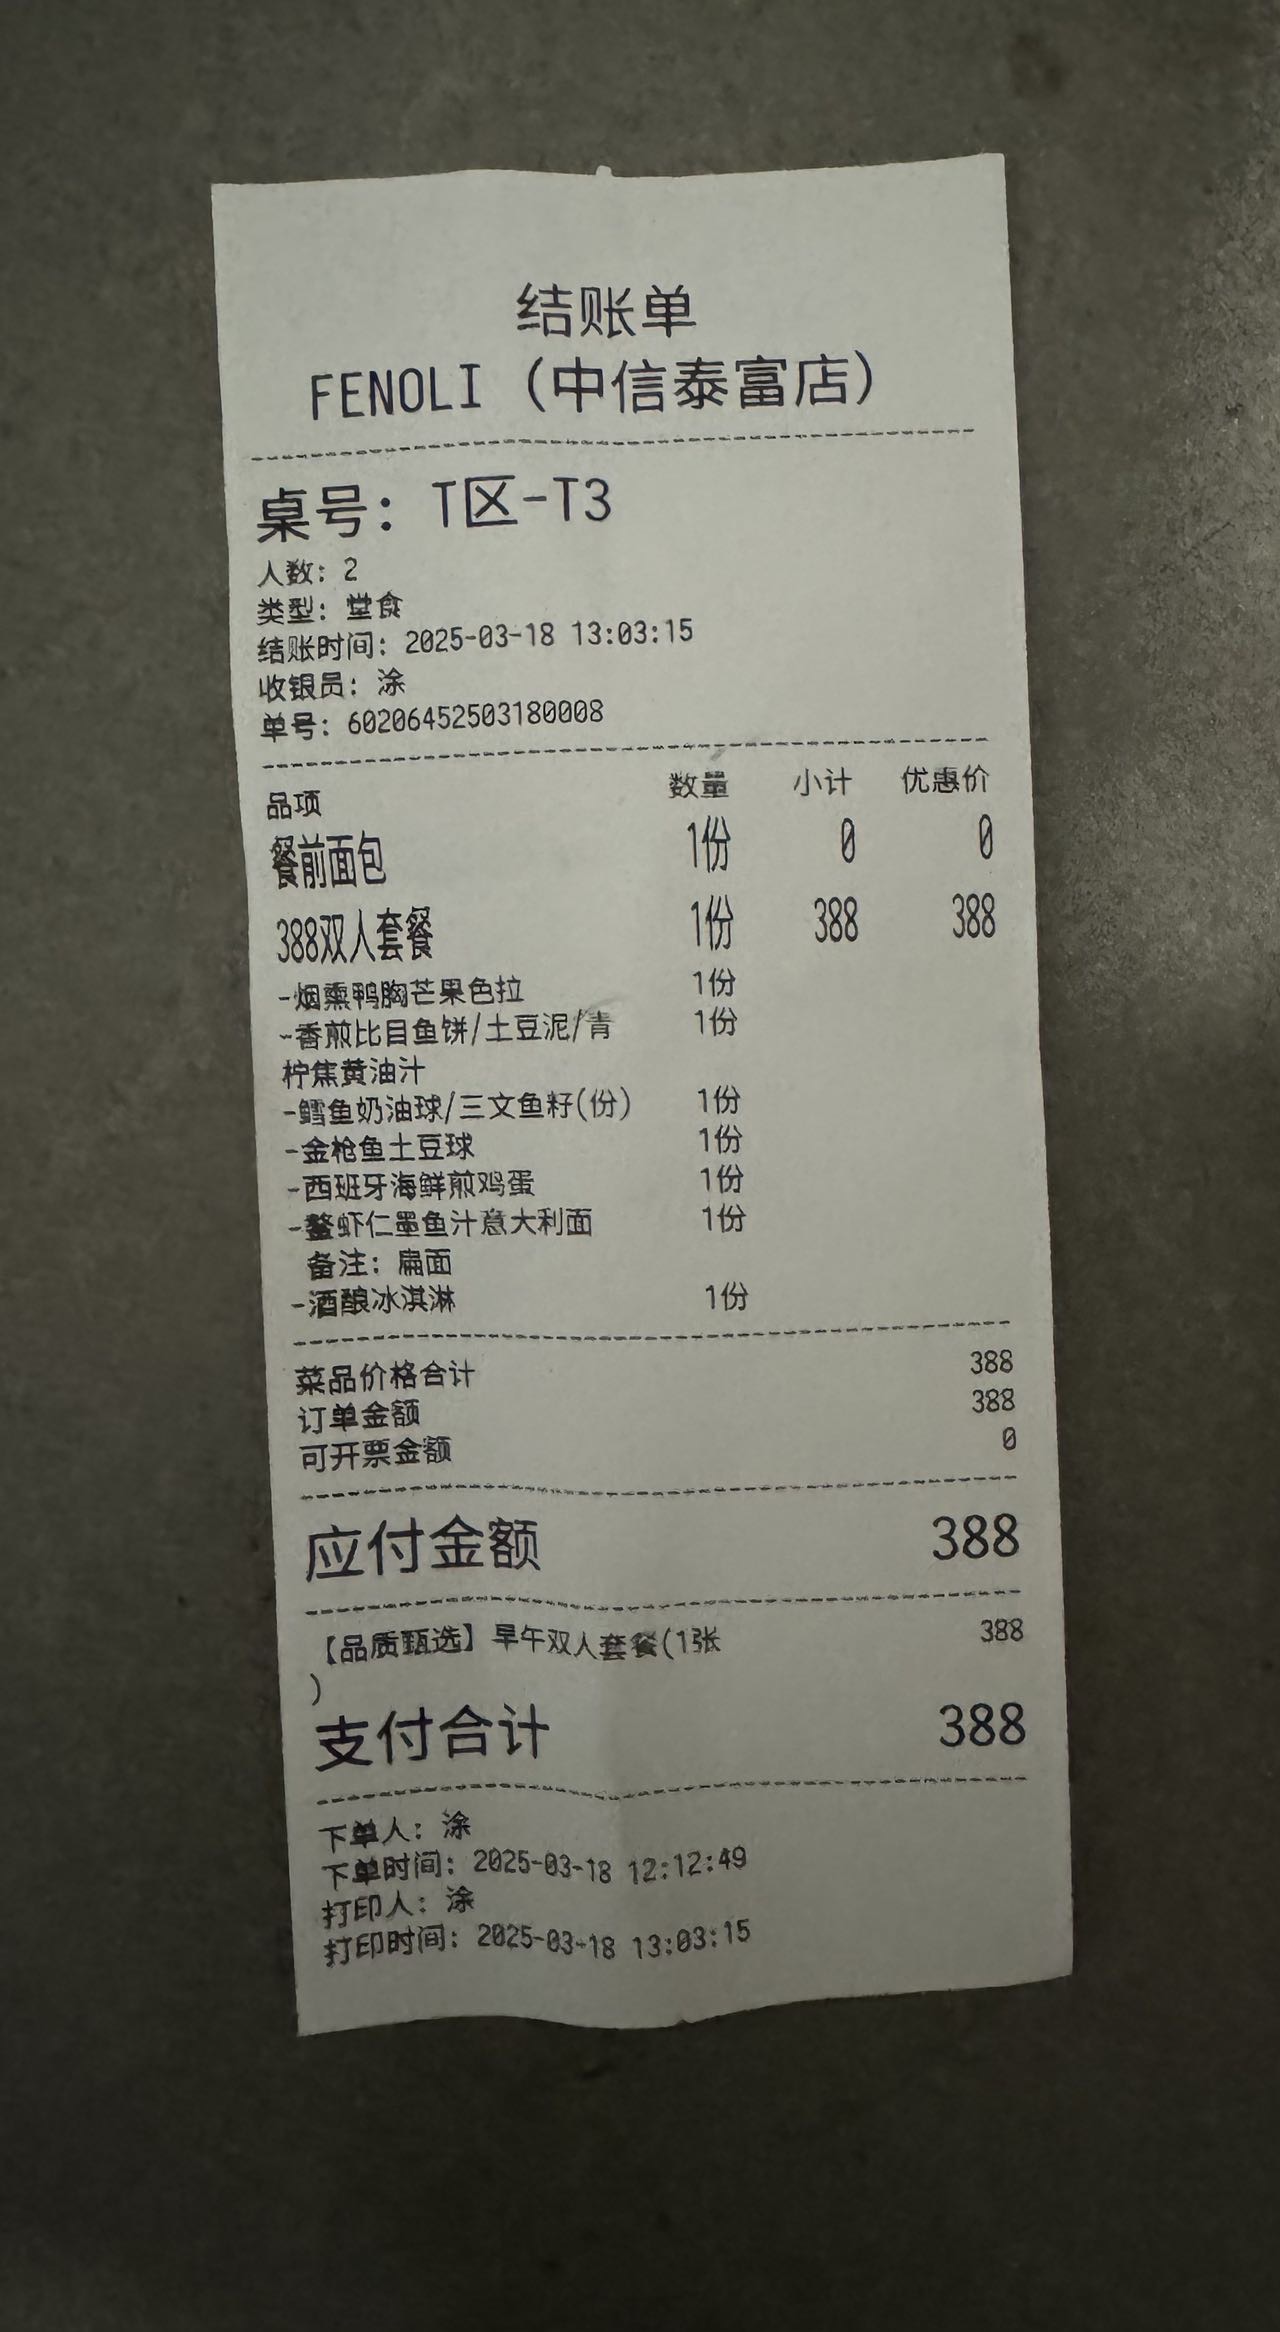 结账单
FENOLI (中信泰富店)
桌号: T区-T3
人数: 2
类型: 堂食
结账时间: 2025-03-18 13:03:15
收银员: 涂
单号: 60206452503180008
品项 数量 小计 优惠价
餐前面包 1份 0 0
388双人套餐 1份 388 388
-烟熏鸭胸芒果色拉 1份
-香煎比目鱼饼/土豆泥/青 1份
柠焦黄油汁
-鳕鱼奶油球/三文鱼籽(份) 1份
-金枪鱼土豆球 1份
-西班牙海鲜煎鸡蛋 1份
-鳌虾仁墨鱼汁意大利面 1份
备注: 扁面
-酒酿冰淇淋 1份
菜品价格合计 388
订单金额 388
可开票金额 0
应付金额 388
【品质甄选】早午双人套餐(1张 388
)
支付合计 388
下单人: 涂
下单时间: 2025-03-18 12:12:49
打印人: 涂
打印时间: 2025-03-18 13:03:15